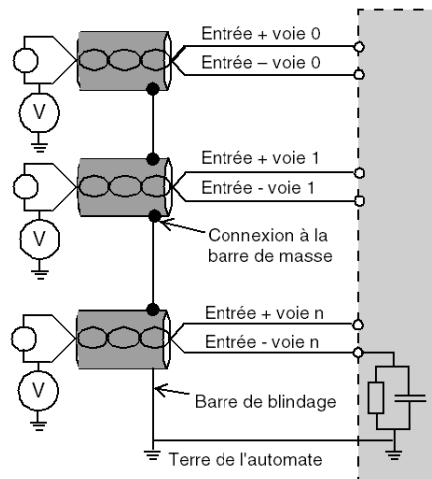 Entrée + voie 0
Entrée – voie 0
V
Entrée + voie 1
Entrée - voie 1
V
Connexion à la
barre de masse
Entrée + voie n
Entrée - voie n
V
Barre de blindage
Terre de l'automate